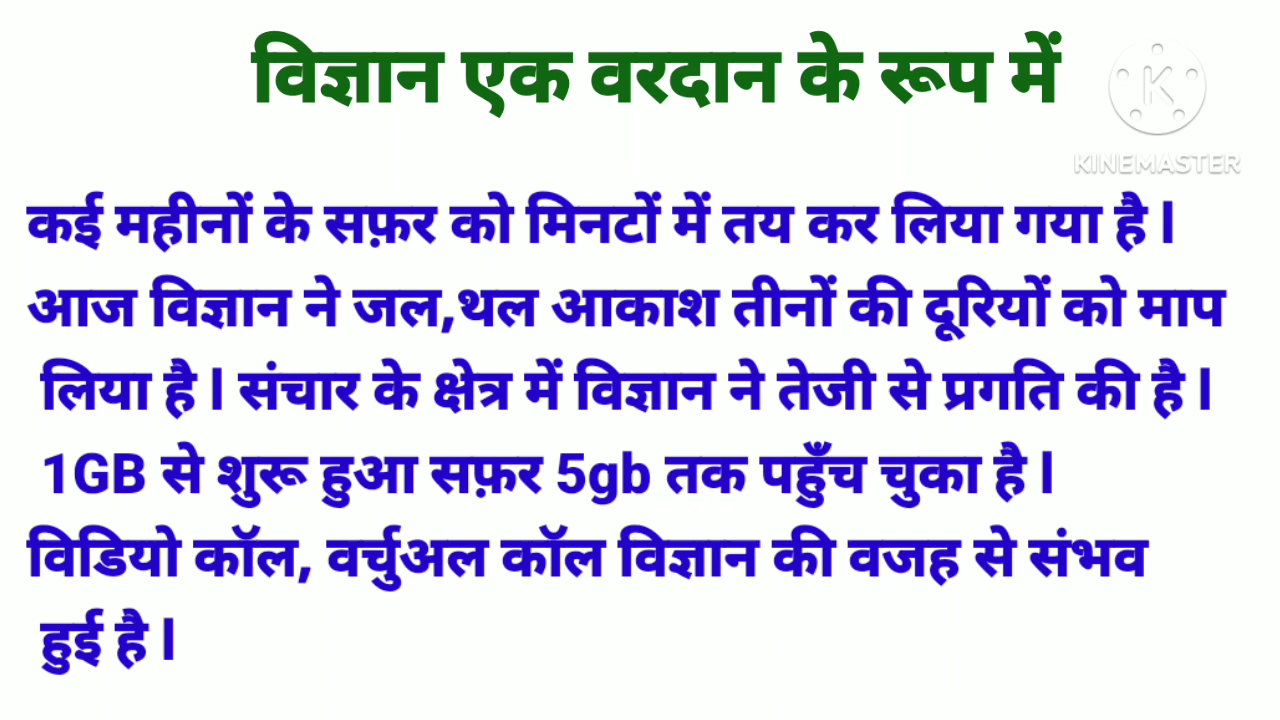 विज्ञान एक वरदान के रूप में
KINEMASTER
कई महीनों के सफ़र को मिनटों में तय कर लिया गया है l
आज विज्ञान ने जल,थल आकाश तीनों की दूरियों को माप
लिया है l संचार के क्षेत्र में विज्ञान ने तेजी से प्रगति की है l
1GB से शुरू हुआ सफ़र 5gb तक पहुँच चुका है l
विडियो कॉल, वर्चुअल कॉल विज्ञान की वजह से संभव
हुई है l